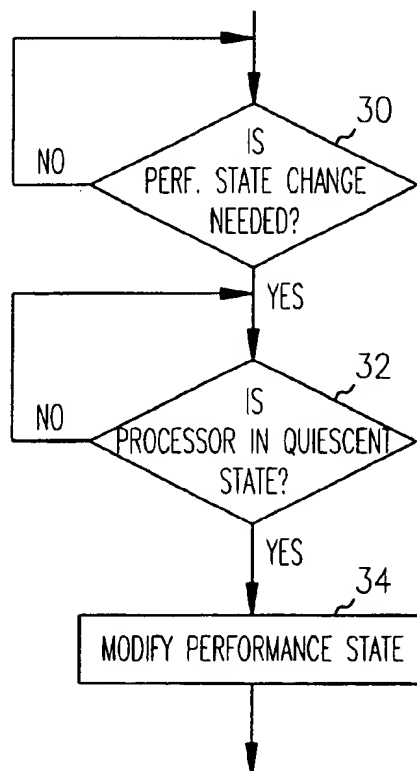 30
IS
PERF. STATE CHANGE
NEEDED?
NO
YES
32
IS
PROCESSOR IN QUIESCENT
STATE?
NO
YES
34
MODIFY PERFORMANCE STATE